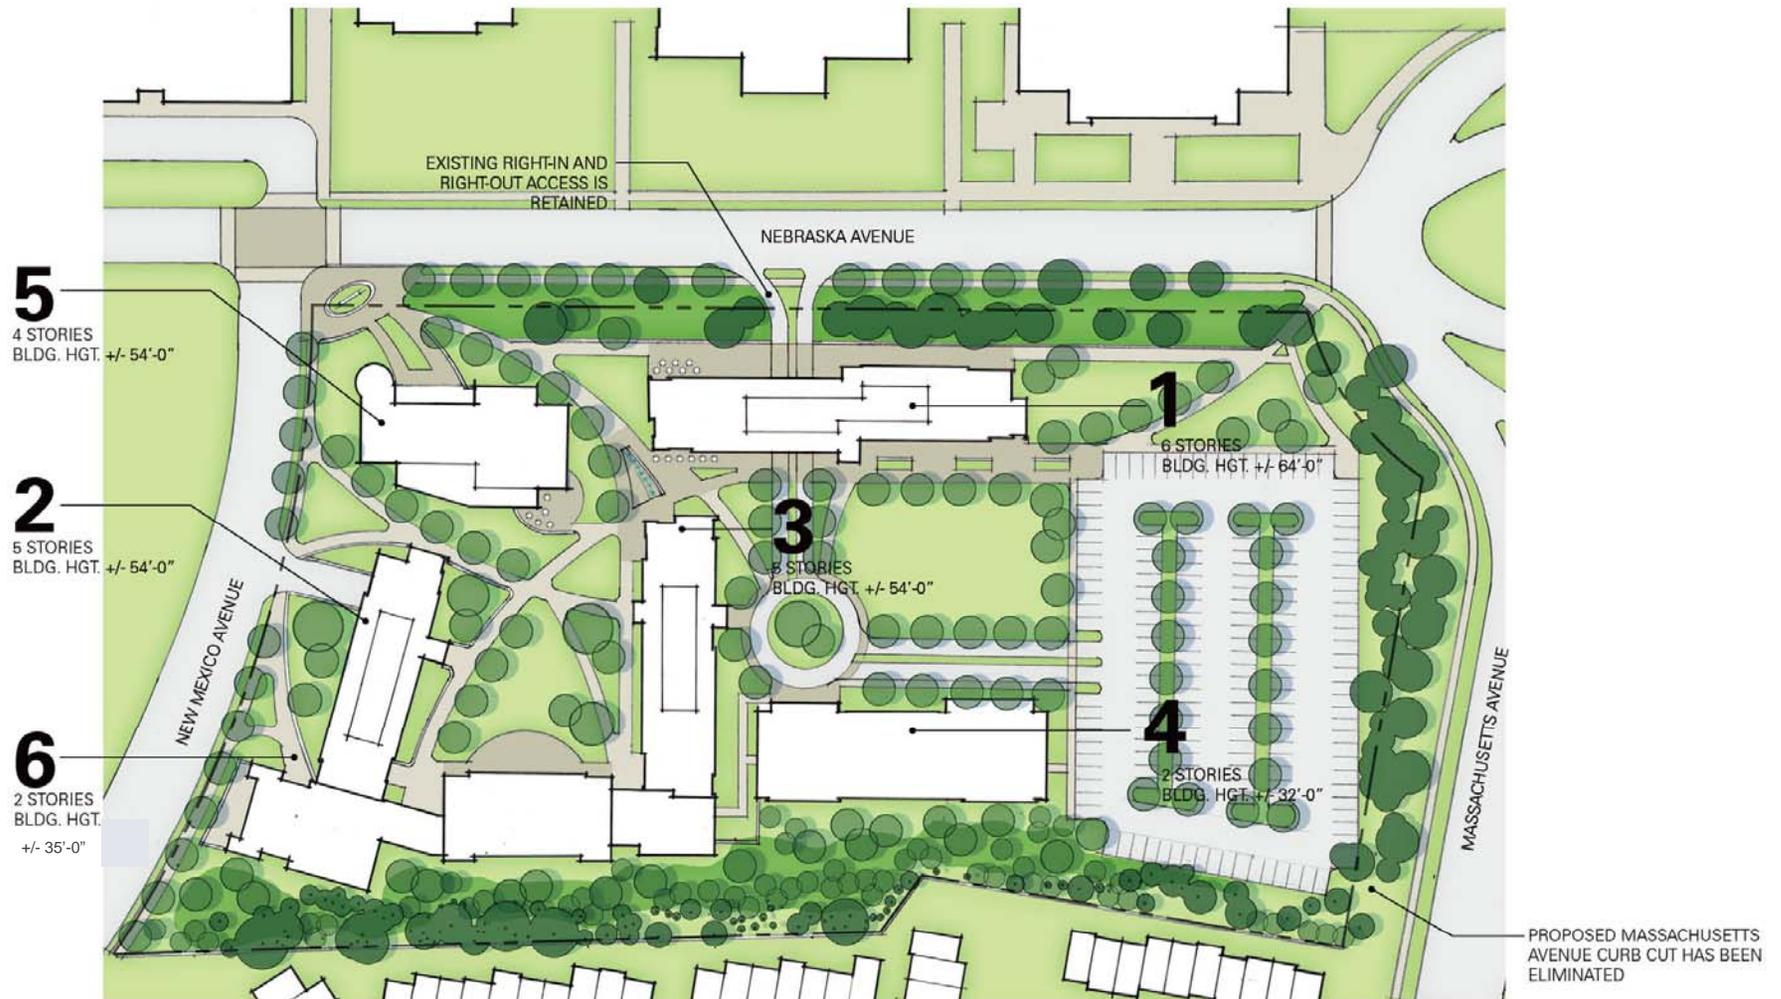 EXISTING RIGHT-IN AND
RIGHT-OUT ACCESS IS
RETAINED
NEBRASKA AVENUE
5
4 STORIES
BLDG. HGT. +/- 54'-0"
1
6 STORIES
BLDG. HGT. +/- 64'-0"
2
5 STORIES
BLDG. HGT. +/- 54'-0"
3
5 STORIES
BLDG. HGT. +/- 54'-0"
NEW MEXICO AVENUE
MASSACHUSETTS AVENUE
4
2 STORIES
BLDG. HGT. +/- 32'-0"
6
2 STORIES
BLDG. HGT.
+/- 35'-0"
PROPOSED MASSACHUSETTS
AVENUE CURB CUT HAS BEEN
ELIMINATED